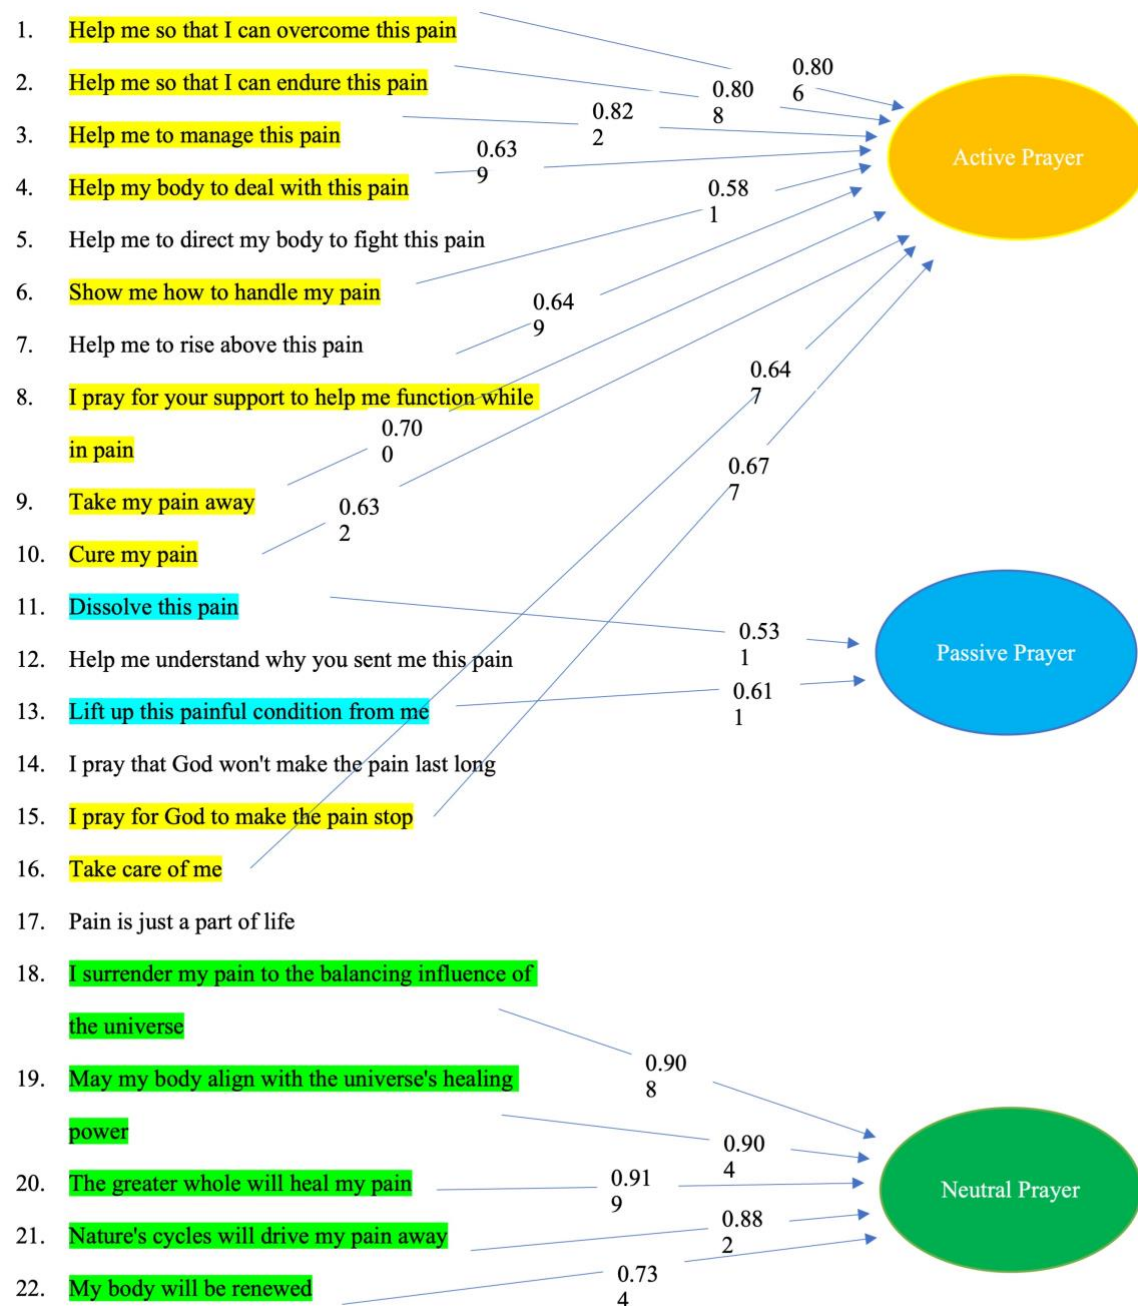 1. Help me so that I can overcome this pain
2. Help me so that I can endure this pain
3. Help me to manage this pain
4. Help my body to deal with this pain
5. Help me to direct my body to fight this pain
6. Show me how to handle my pain
7. Help me to rise above this pain
8. I pray for your support to help me function while
in pain
9. Take my pain away
10. Cure my pain
11. Dissolve this pain
12. Help me understand why you sent me this pain
13. Lift up this painful condition from me
14. I pray that God won't make the pain last long
15. I pray for God to make the pain stop
16. Take care of me
17. Pain is just a part of life
18. I surrender my pain to the balancing influence of
the universe
19. May my body align with the universe's healing
power
20. The greater whole will heal my pain
21. Nature's cycles will drive my pain away
22. My body will be renewed
0.80
6
0.80
8
0.82
2
0.63
9
0.58
1
0.64
9
0.70
0
0.63
2
0.64
7
0.67
7
Active Prayer
0.53
1
0.61
1
Passive Prayer
0.90
8
0.90
4
0.91
9
0.88
2
0.73
4
Neutral Prayer